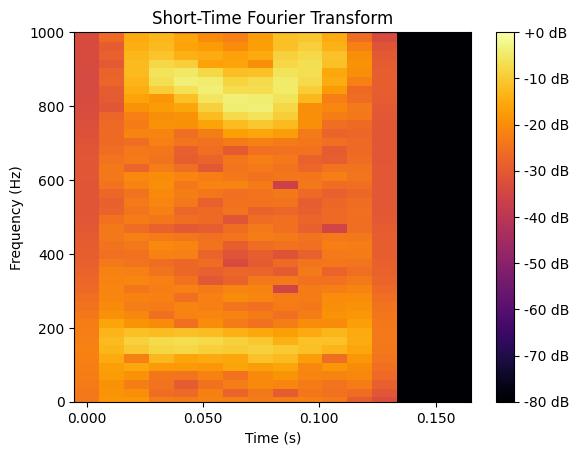 Short-Time Fourier Transform
1000
800
600
400
200
0
Frequency (Hz)
0.000
0.050
0.100
0.150
Time (s)
+0 dB
-10 dB
-20 dB
-30 dB
-40 dB
-50 dB
-60 dB
-70 dB
-80 dB